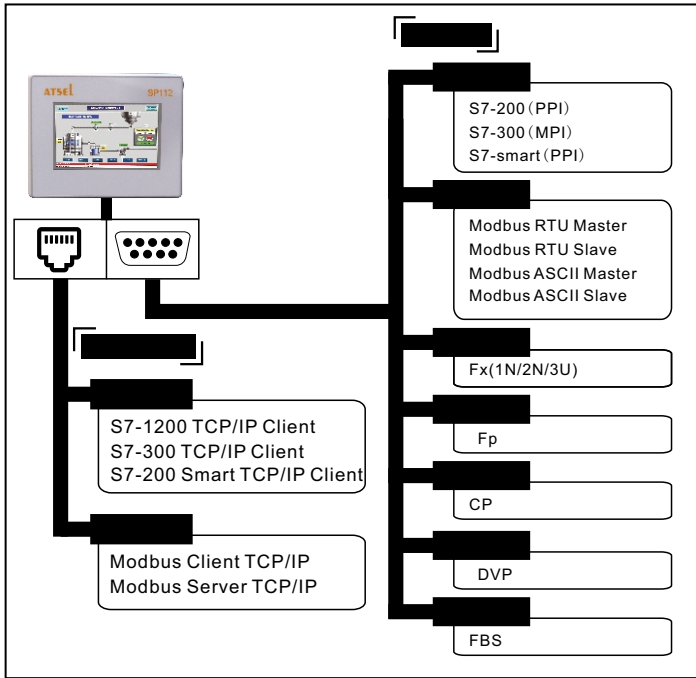 ATSEL
SP112
S7-200（PPI）
S7-300（MPI）
S7-smart（PPI）
Modbus RTU Master
Modbus RTU Slave
Modbus ASCII Master
Modbus ASCII Slave
Fx(1N/2N/3U)
Fp
CP
DVP
FBS
S7-1200 TCP/IP Client
S7-300 TCP/IP Client
S7-200 Smart TCP/IP Client
Modbus Client TCP/IP
Modbus Server TCP/IP